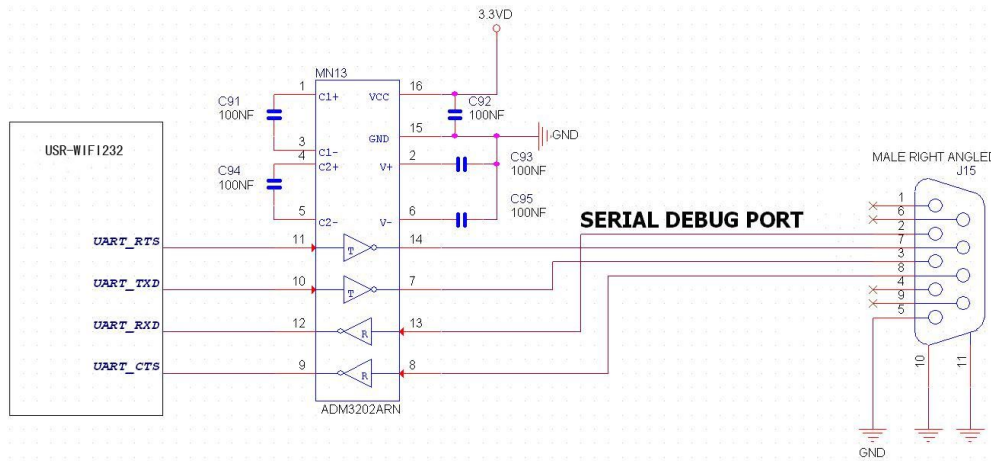 3.3VD
MN13
1 C1+ VCC 16
C91
100NF
C92
100NF
GND 15
GND
3 C1-
4 C2+ V+ 2
C93
100NF
C94
100NF
5 C2- V- 6
C95
100NF
USR-WIFI232
MALE RIGHT ANGLED
J15
SERIAL DEBUG PORT
UART_RTS 11 T 14
UART_TXD 10 T 7
UART_RXD 12 R 13
UART_CTS 9 R 8
ADM3202ARN
1
6
2
7
3
8
4
9
5
10
11
GND